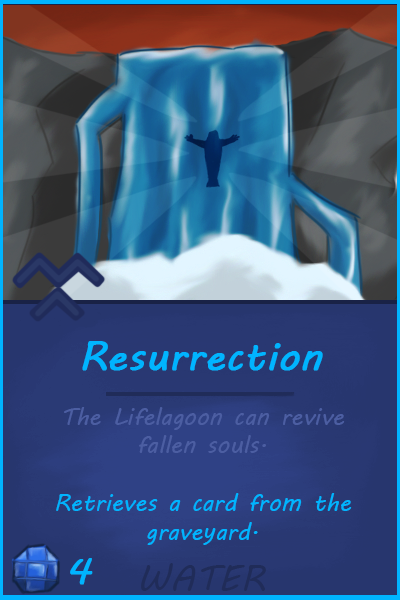 Resurrection
The Lifelagoon can revive
fallen souls.
Retrieves a card from the
graveyard.
4 WATER